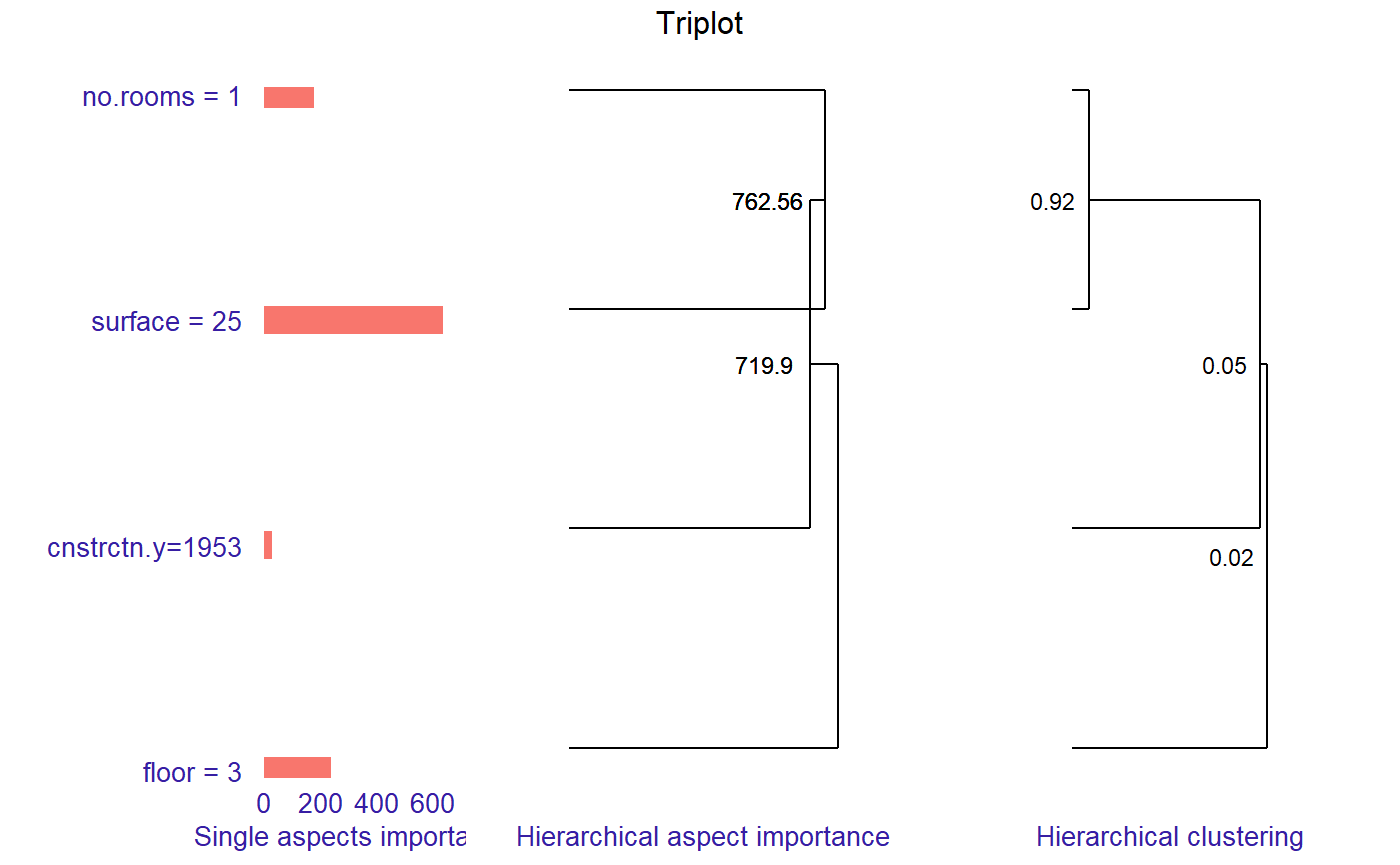 Triplot
no.rooms = 1
762.56
0.92
surface = 25
719.9
0.05
cnstrctn.y=1953
0.02
floor = 3
0 200 400 600
Single aspects importa
Hierarchical aspect importance
Hierarchical clustering